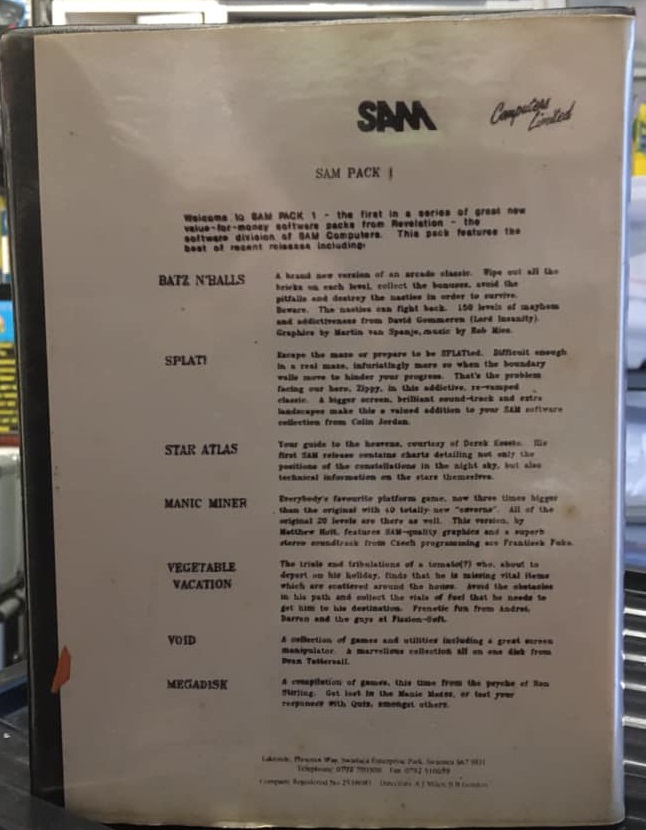 SAM Computers Limited
SAM PACK 1
Welcome to SAM PACK 1 - the first in a series of great new
value-for-money software packs from Revelation - the
software division of SAM Computers. This pack features the
best of recent releases including:
BATZ N'BALLS
A brand new version of an arcade classic. Wipe out all the
bricks on each level, collect the bonuses, avoid the
pitfalls and destroy the nasties in order to survive.
Beware. The nasties can fight back. 150 levels of mayhem
and addictiveness from David Gommeren (Lord Insanity).
Graphics by Martin van Spanje, music by Rob Mies.
SPLAT!
Escape the maze or prepare to be SPLATted. Difficult enough
in a real maze, infuriatingly more so when the boundary
walls move to hinder your progress. That's the problem
facing our hero, Zippy, in this addictive, re-vamped
classic. A bigger screen, brilliant sound-track and extra
landscapes make this a valued addition to your SAM software
collection from Colin Jordan.
STAR ATLAS
Your guide to the heavens, courtesy of Derek His
first SAM release contains charts detailing not only the
positions of the constellations in the night sky, but also
technical information on the stars themselves.
MANIC MINER
Everybody's favourite platform game, now three times bigger
than the original with 40 totally new "caverns". All of the
original 20 levels are there as well. This version, by
Matthew Holt, features SAM-quality graphics and a superb
stereo soundtrack from Czech programming ace Frantisek Fuka.
VEGETABLE
VACATION
The trials and tribulations of a tomato(?) who, about to
depart on his holiday, finds that he is missing vital items
which are scattered around the house. Avoid the obstacles
in his path and collect the vials of fuel that he needs to
get him to his destination. Frenetic fun from Andrei,
Darren and the guys at Fission-Soft.
VOID
A collection of games and utilities including a great screen
manipulator. A marvellous collection all on one disk from
Dean Tattersall.
MEGADISK
A compilation of games, this time from the psyche of
Stirling. Get lost in the Manic Mazes, or test your
responses with Quiz, amongst others.
Lakeside, Phoenix Way, Swansea Enterprise Park, Swansea SA7 9EH
Telephone: 0792 Fax: 0792
Company Registered No Directors: A J Miles, B B